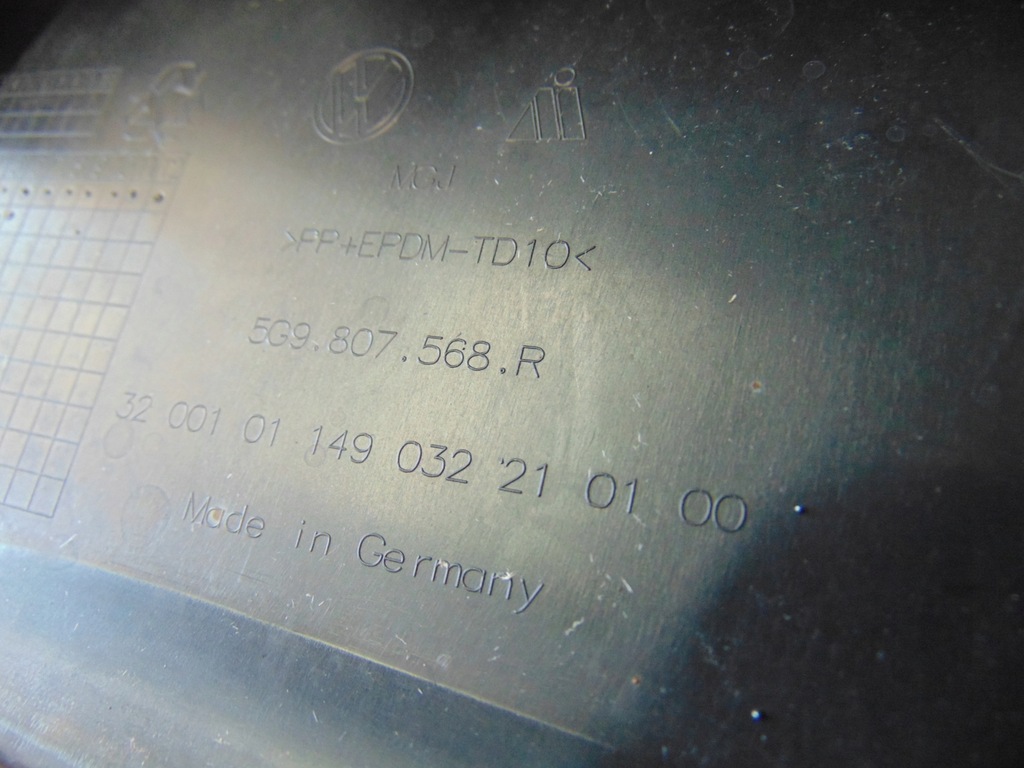 MGJ
>PP+EPDM-TD10<
5G9.807.568.R
32 001 01 149 032 21 01 00
Made in Germany